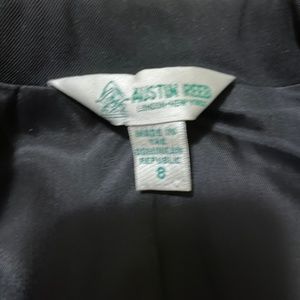 AUSTIN REED
LONDON-NEW YORK
MADE IN
THE
DOMINICAN
REPUBLIC
8